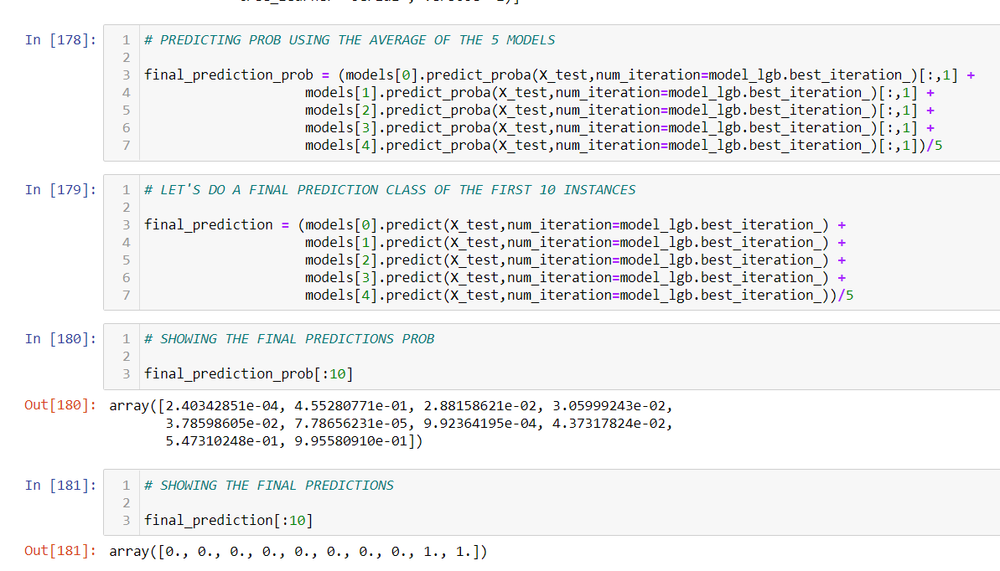 In [178]:
1 # PREDICTING PROB USING THE AVERAGE OF THE 5 MODELS
2
3 final_prediction_prob = (models[0].predict_proba(X_test,num_iteration=model_lgb.best_iteration_)[:,1] +
4 models[1].predict_proba(X_test,num_iteration=model_lgb.best_iteration_)[:,1] +
5 models[2].predict_proba(X_test,num_iteration=model_lgb.best_iteration_)[:,1] +
6 models[3].predict_proba(X_test,num_iteration=model_lgb.best_iteration_)[:,1] +
7 models[4].predict_proba(X_test,num_iteration=model_lgb.best_iteration_)[:,1])/5
In [179]:
1 # LET'S DO A FINAL PREDICTION CLASS OF THE FIRST 10 INSTANCES
2
3 final_prediction = (models[0].predict(X_test,num_iteration=model_lgb.best_iteration_) +
4 models[1].predict(X_test,num_iteration=model_lgb.best_iteration_) +
5 models[2].predict(X_test,num_iteration=model_lgb.best_iteration_) +
6 models[3].predict(X_test,num_iteration=model_lgb.best_iteration_) +
7 models[4].predict(X_test,num_iteration=model_lgb.best_iteration_))/5
In [180]:
1 # SHOWING THE FINAL PREDICTIONS PROB
2
3 final_prediction_prob[:10]
Out[180]: array([2.40342851e-04, 4.55280771e-01, 2.88158621e-02, 3.05999243e-02,
3.78598605e-02, 7.78656231e-05, 9.92364195e-04, 4.37317824e-02,
5.47310248e-01, 9.95580910e-01])
In [181]:
1 # SHOWING THE FINAL PREDICTIONS
2
3 final_prediction[:10]
Out[181]: array([0., 0., 0., 0., 0., 0., 0., 0., 1., 1.])